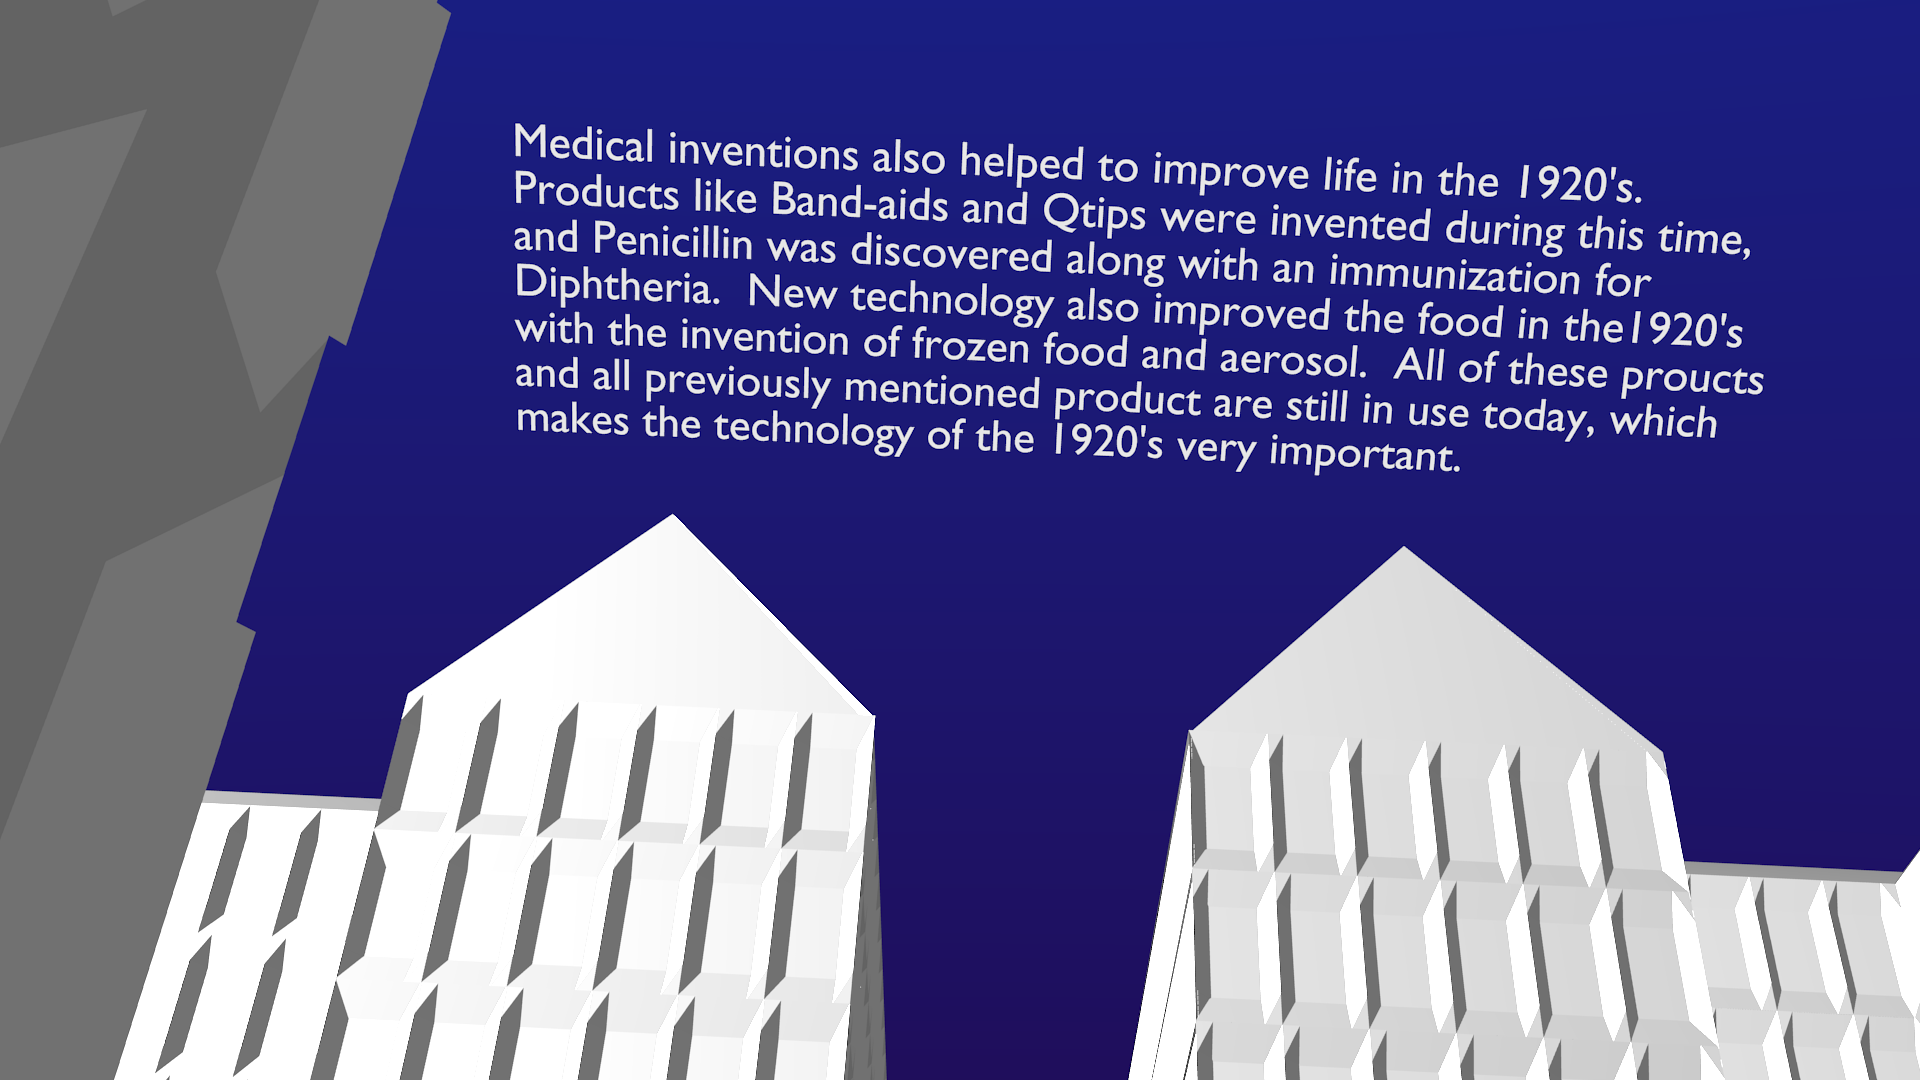 Medical inventions also helped to improve life in the 1920's.
Products like Band-aids and Qtips were invented during this time,
and Penicillin was discovered along with an immunization for
Diphtheria.  New technology also improved the food in the1920's
with the invention of frozen food and aerosol.  All of these proucts
and all previously mentioned product are still in use today, which
makes the technology of the 1920's very important.